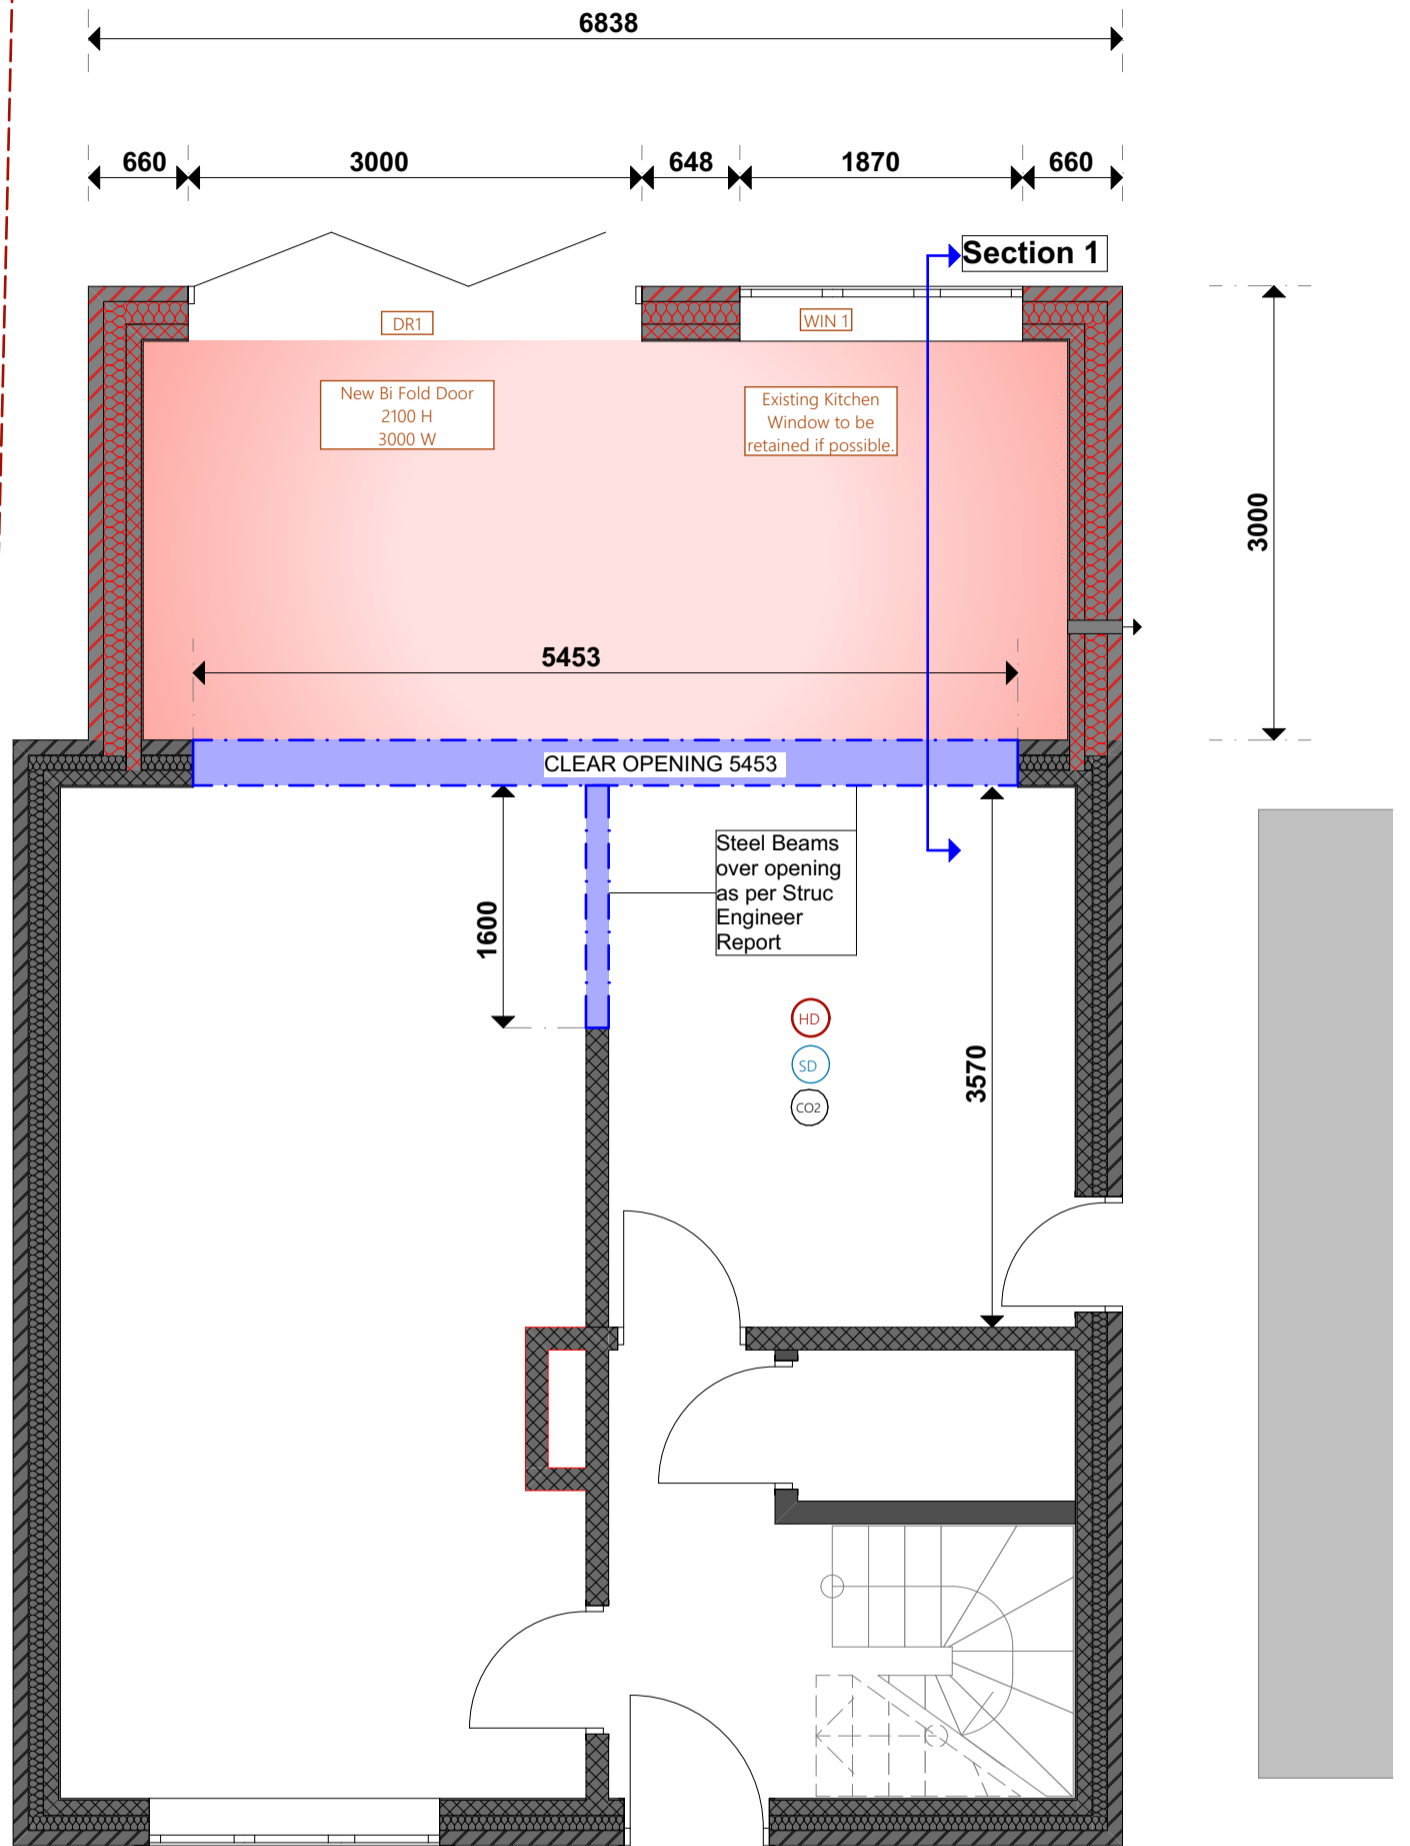 6838
660
3000
648
1870
660
Section 1
DR1
WIN 1
New Bi Fold Door
2100 H
3000 W
Existing Kitchen
Window to be
retained if possible.
3000
5453
CLEAR OPENING 5453
Steel Beams
over opening
as per Struc
Engineer
Report
1600
HD
SD
CO2
3570